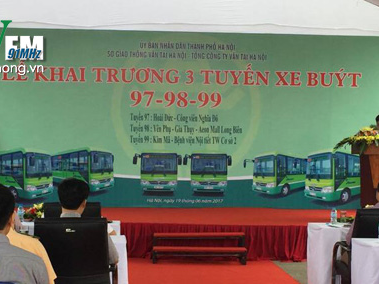 FM
90MHz
ong.vn
ỦY BAN NHÂN DÂN THÀNH PHỐ HÀ NỘI
SỞ GIAO THÔNG VẬN TẢI HÀ NỘI - TỔNG CÔNG TY VẬN TẢI HÀ NỘI
LỄ KHAI TRƯƠNG 3 TUYẾN XE BUÝT
97-98-99
Tuyến 97 : Hoài Đức - Công viên Nghĩa Đô
Tuyến 98 : Yên Phụ - Gia Thụy - Aeon Mall Long Biên
Tuyến 99 : Kim Mã - Bệnh viện Nội tiết TW Cơ sở 2
Hà Nội, ngày 19 tháng 06 năm 2017